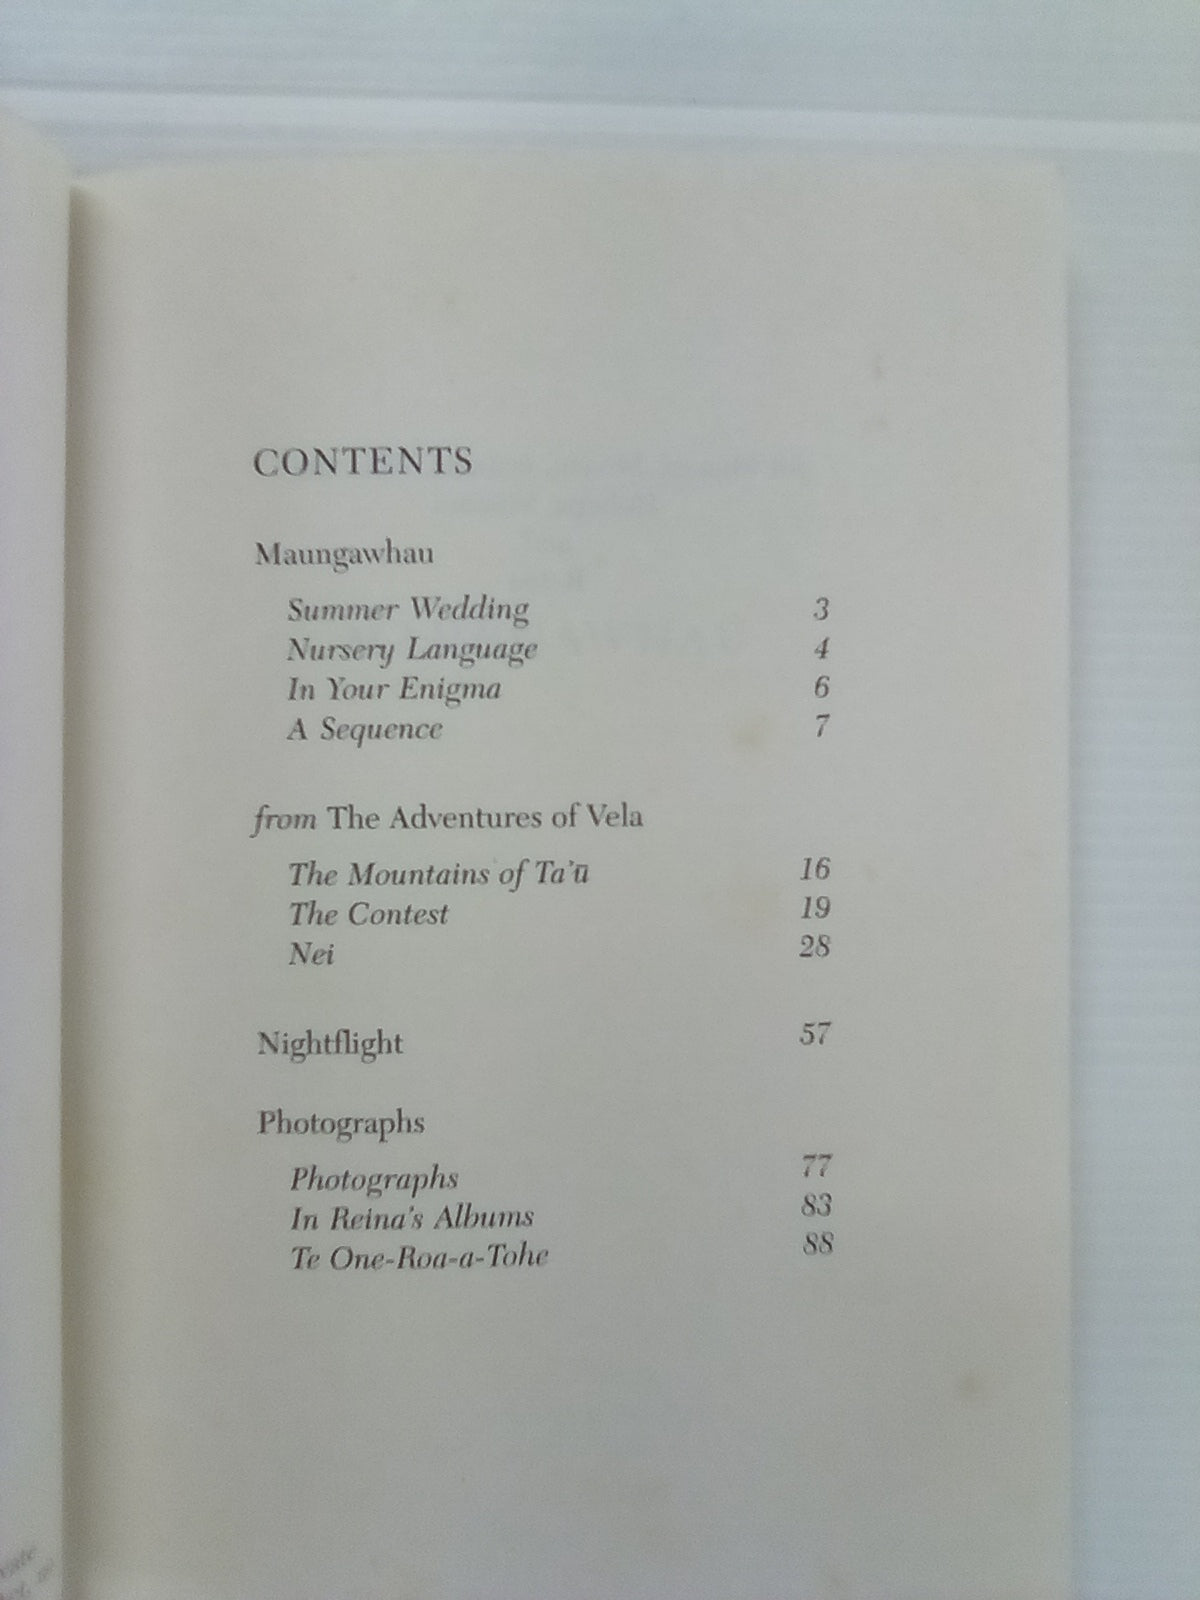 CONTENTS
Maungawhau
Summer Wedding 3
Nursery Language 4
In Your Enigma 6
A Sequence 7
from The Adventures of Vela
The Mountains of Ta'ū 16
The Contest 19
Nei 28
Nightflight 57
Photographs
Photographs 77
In Reina's Albums 83
Te One-Roa-a-Tohe 88